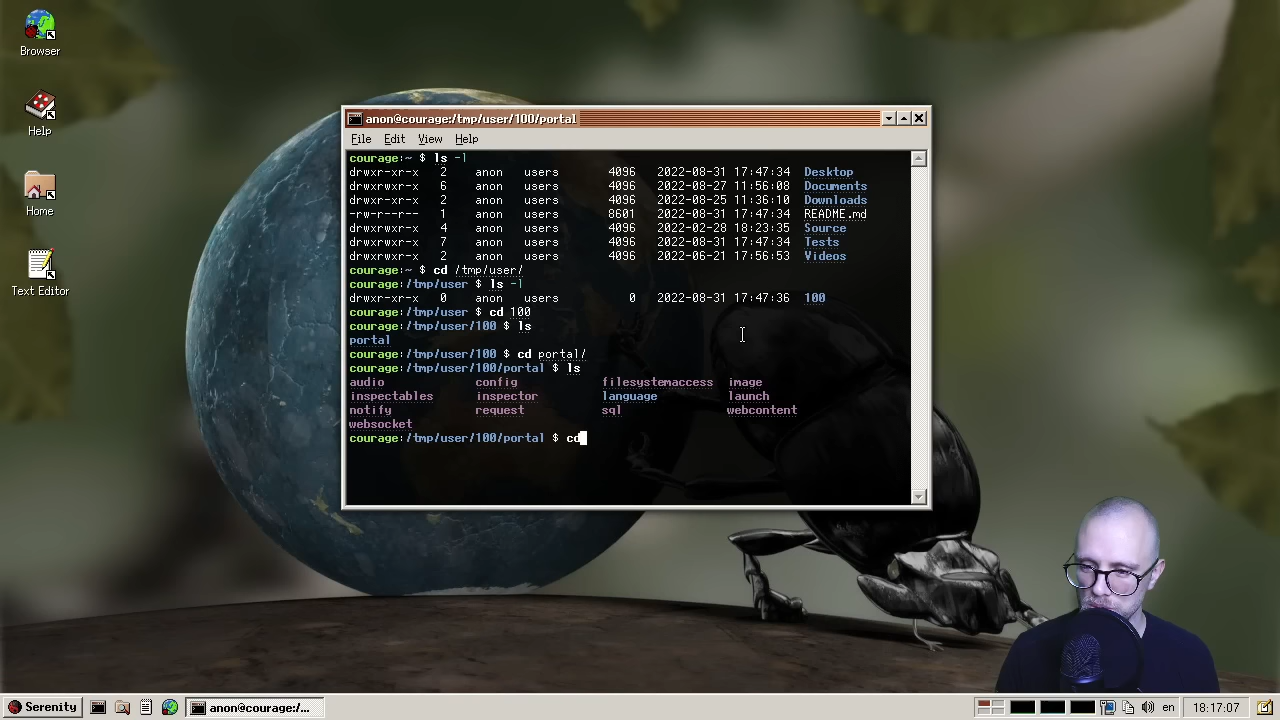 Browser
Help
Home
Text Editor
anon@courage:/tmp/user/100/portal
File Edit View Help
courage:~ $ ls -l
drwxrwxr-x 2 anon users 4096 2022-08-31 17:47:34 Desktop
drwxrwxr-x 6 anon users 4096 2022-08-27 11:56:08 Documents
drwxrwxr-x 2 anon users 4096 2022-08-25 11:36:10 Downloads
-rw-r--r-- 1 anon users 8601 2022-08-31 17:47:34 README.md
drwxrwxr-x 4 anon users 4096 2022-02-28 18:23:35 Source
drwxrwxr-x 7 anon users 4096 2022-08-31 17:47:34 Tests
drwxrwxr-x 2 anon users 4096 2022-06-21 17:56:53 Videos
courage:~ $ cd /tmp/user/
courage:/tmp/user $ ls -l
drwxr-xr-x 0 anon users 0 2022-08-31 17:47:36 100
courage:/tmp/user $ cd 100
courage:/tmp/user/100 $ ls
portal
courage:/tmp/user/100 $ cd portal/
courage:/tmp/user/100/portal $ ls
audio config filesystemaccess image
inspectables inspector language launch
notify request sql webcontent
websocket
courage:/tmp/user/100/portal $ cd
Serenity anon@courage:/... en 18:17:07